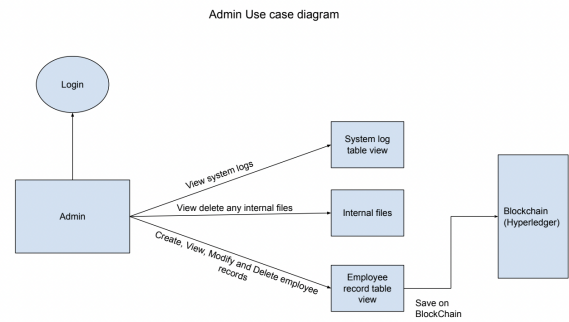 Admin Use case diagram
Login
System log
table view
View system logs
Admin
View delete any internal files
Internal files
Blockchain
(Hyperledger)
Create, View, Modify and Delete employee
records
Employee
record table
view
Save on
BlockChain